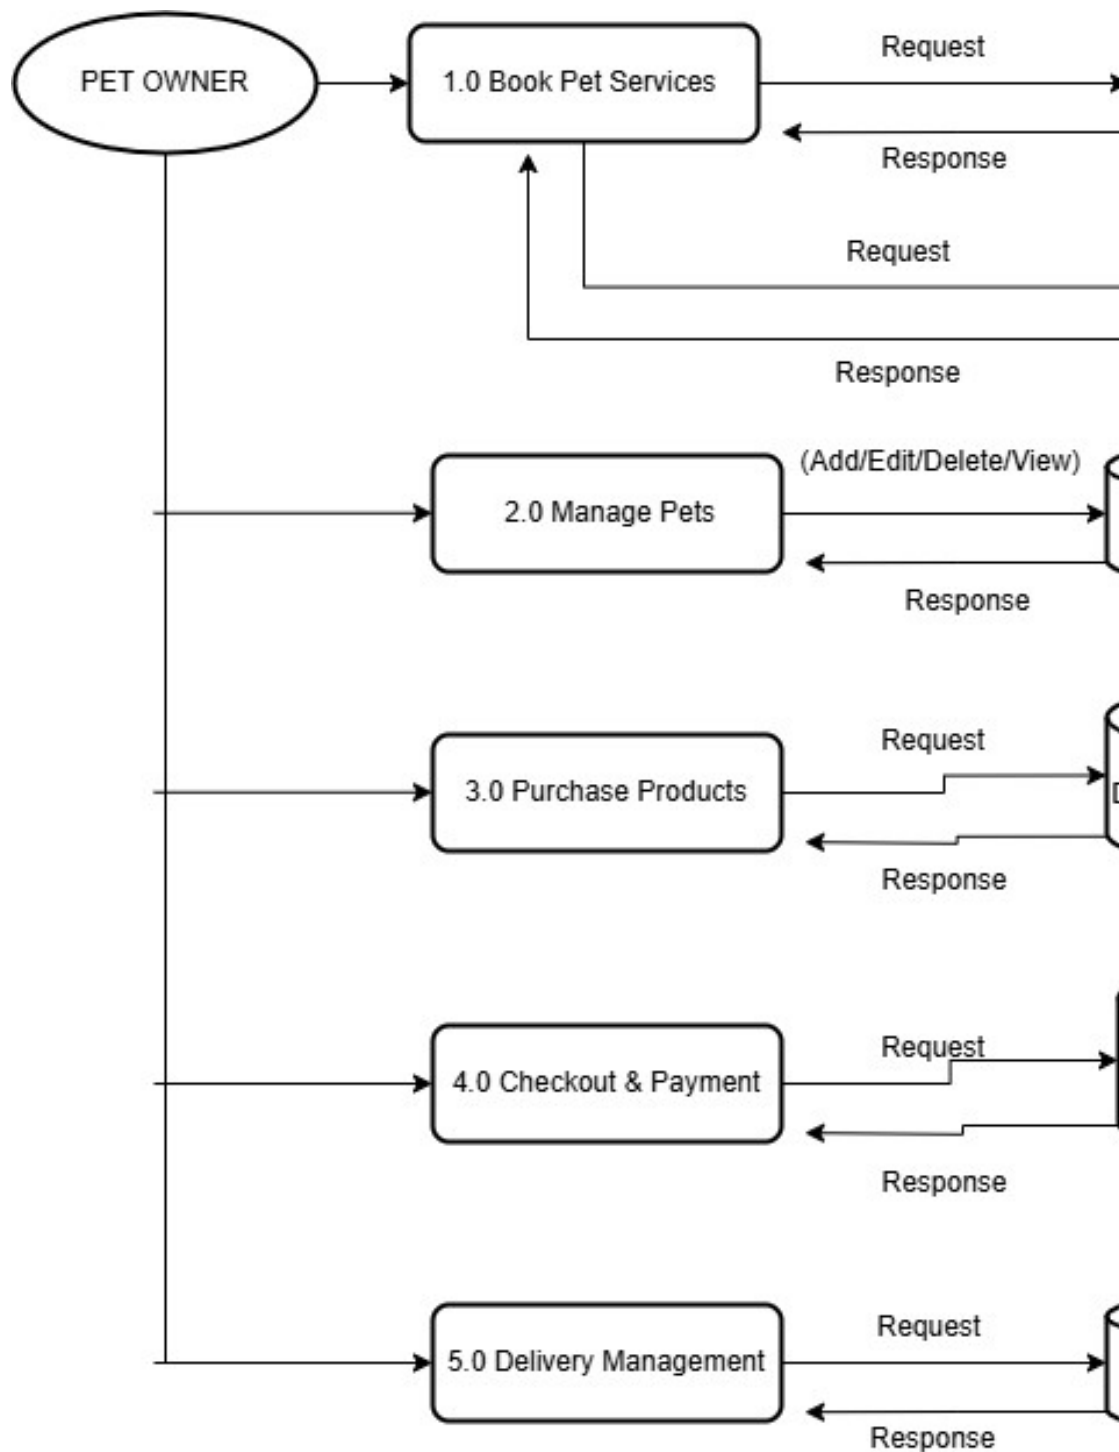 PET OWNER
1.0 Book Pet Services
Request
Response
Request
Response
(Add/Edit/Delete/View)
2.0 Manage Pets
Response
Request
3.0 Purchase Products
Response
Request
4.0 Checkout & Payment
Response
Request
5.0 Delivery Management
Response